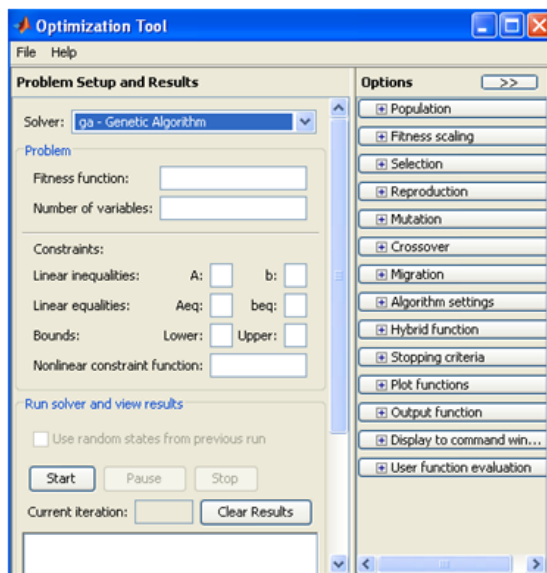 Optimization Tool
File Help
Problem Setup and Results
Solver: ga - Genetic Algorithm
Problem
Fitness function:
Number of variables:
Constraints:
Linear inequalities: A: b:
Linear equalities: Aeq: beq:
Bounds: Lower: Upper:
Nonlinear constraint function:
Run solver and view results
Use random states from previous run
Start Pause Stop
Current iteration: Clear Results
Options >>
Population
Fitness scaling
Selection
Reproduction
Mutation
Crossover
Migration
Algorithm settings
Hybrid function
Stopping criteria
Plot functions
Output function
Display to command win...
User function evaluation